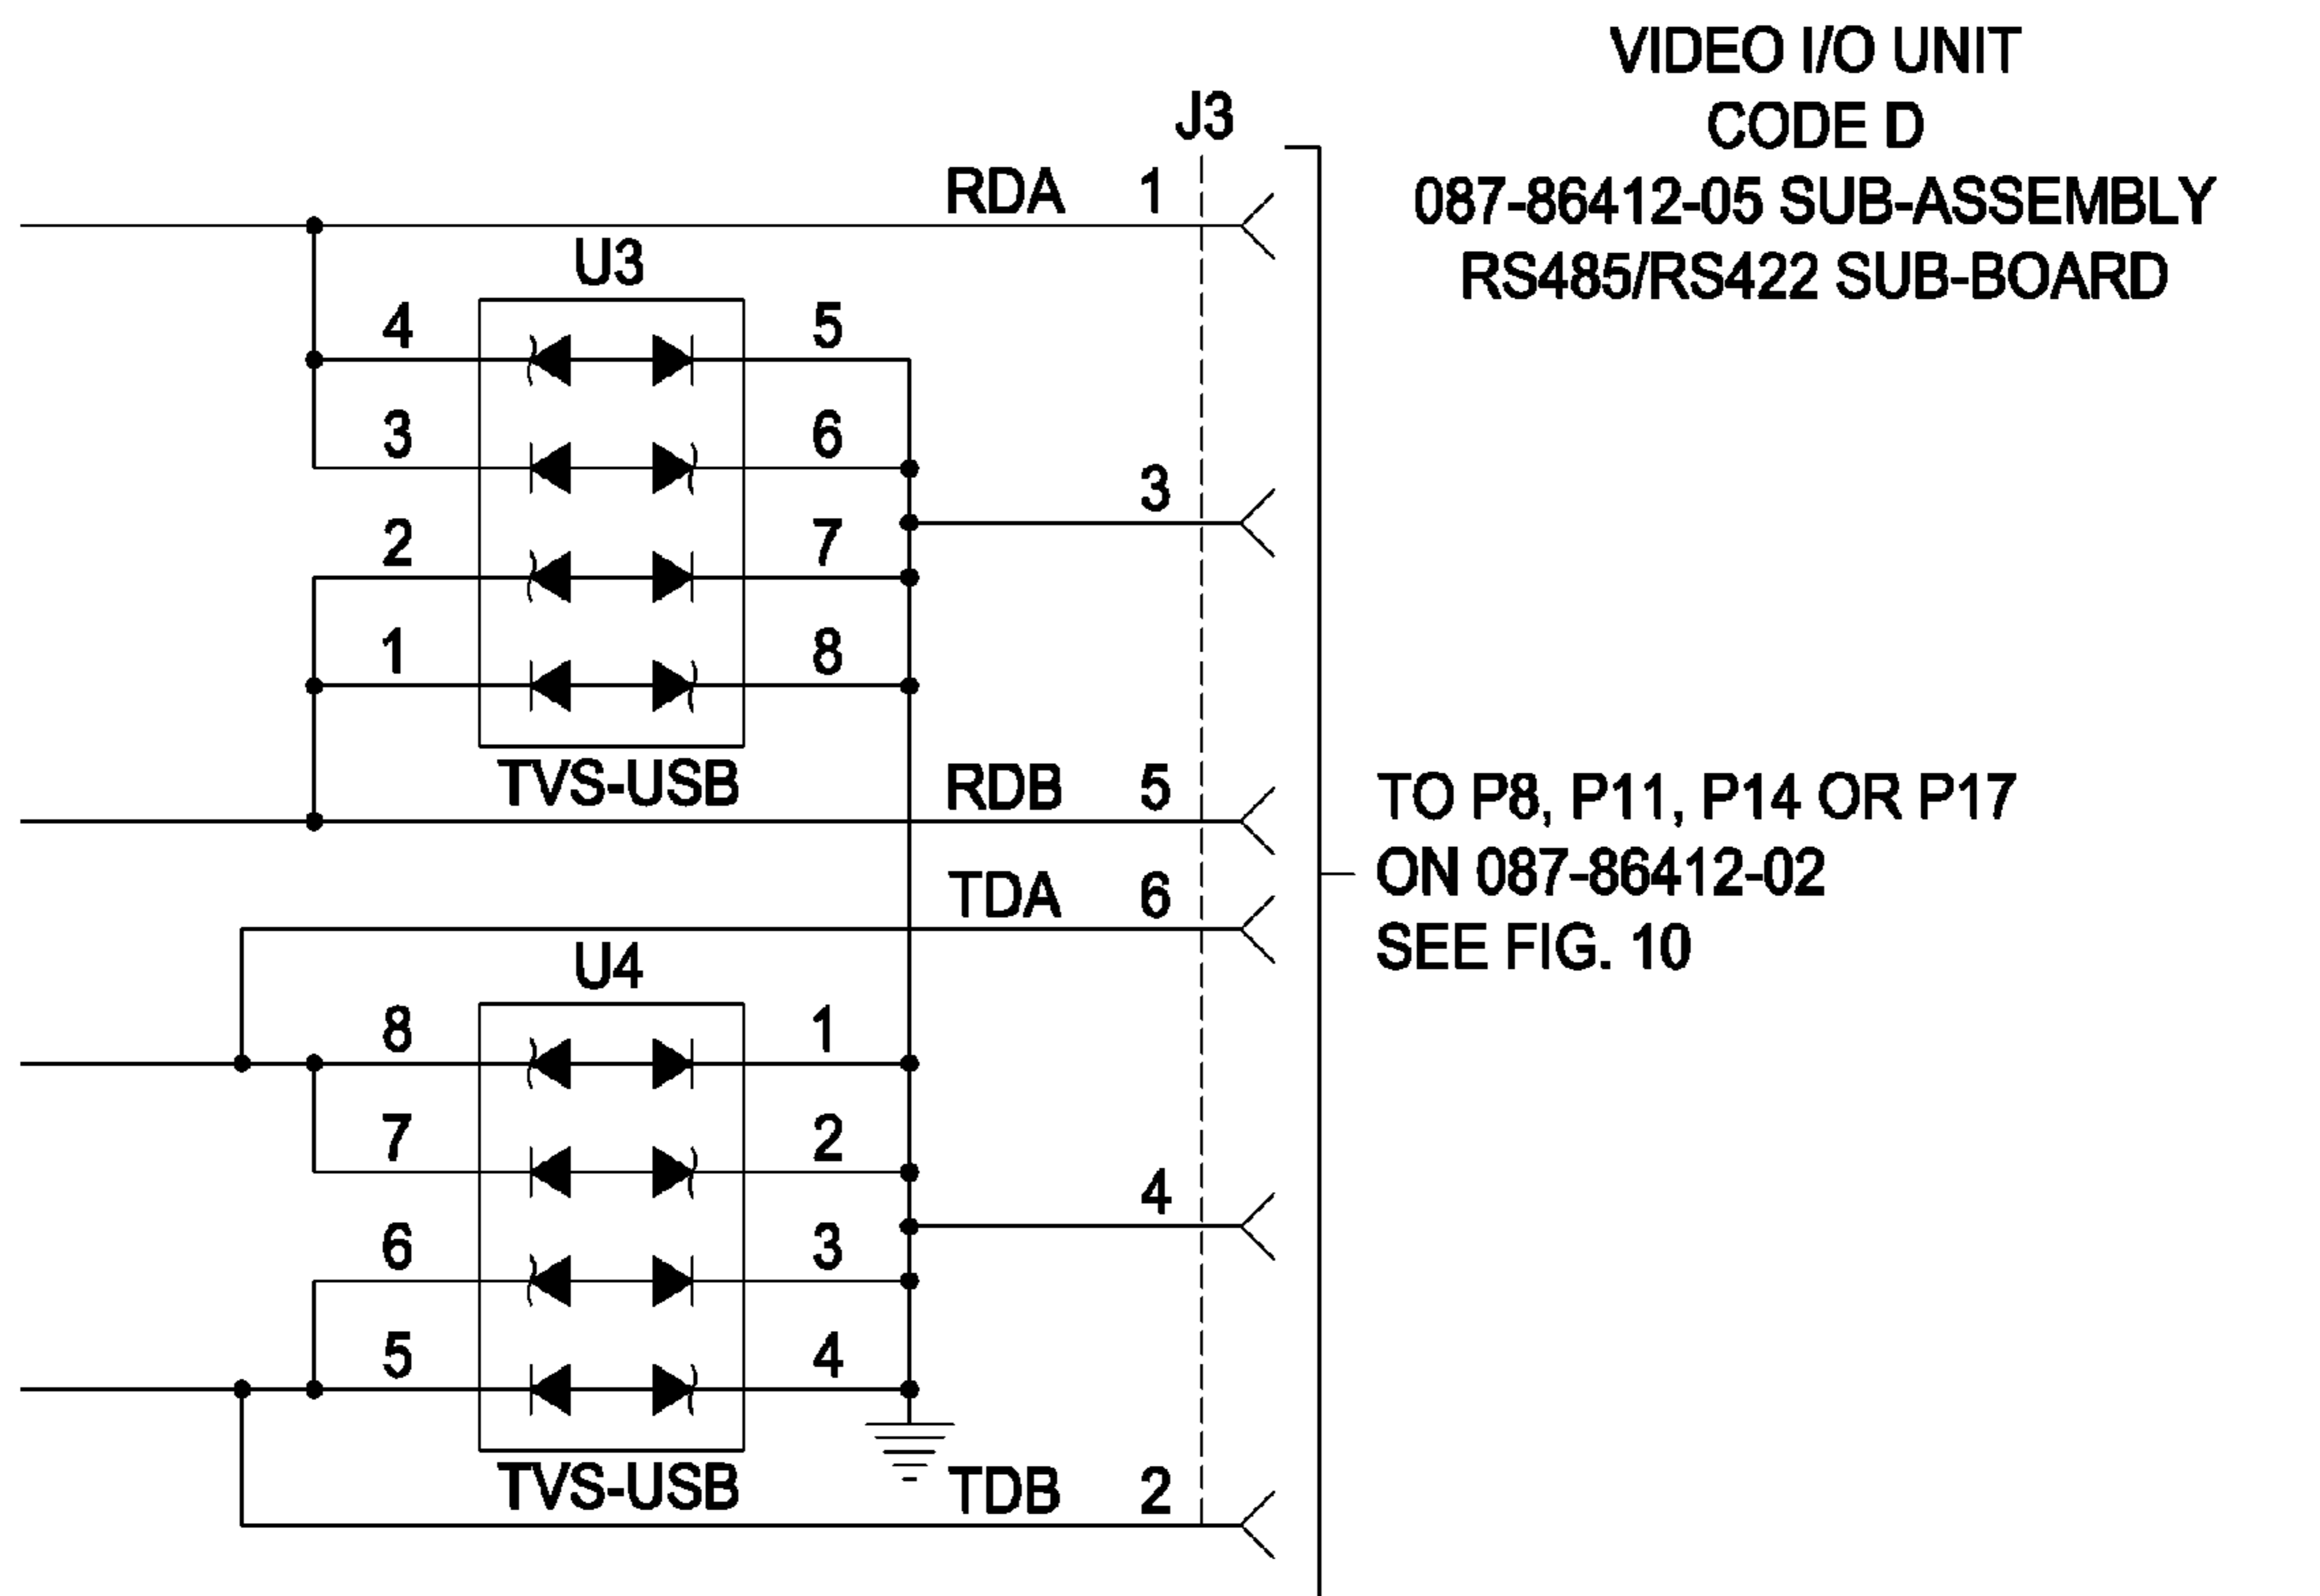 VIDEO I/O UNIT
CODE D
087-86412-05 SUB-ASSEMBLY
RS485/RS422 SUB-BOARD
J3
RDA 1
U3
4 5
3 6
3
2 7
1 8
TVS-USB
RDB 5
TO P8, P11, P14 OR P17
ON 087-86412-02
SEE FIG. 10
TDA 6
U4
8 1
7 2
4
6 3
5 4
TVS-USB
TDB 2